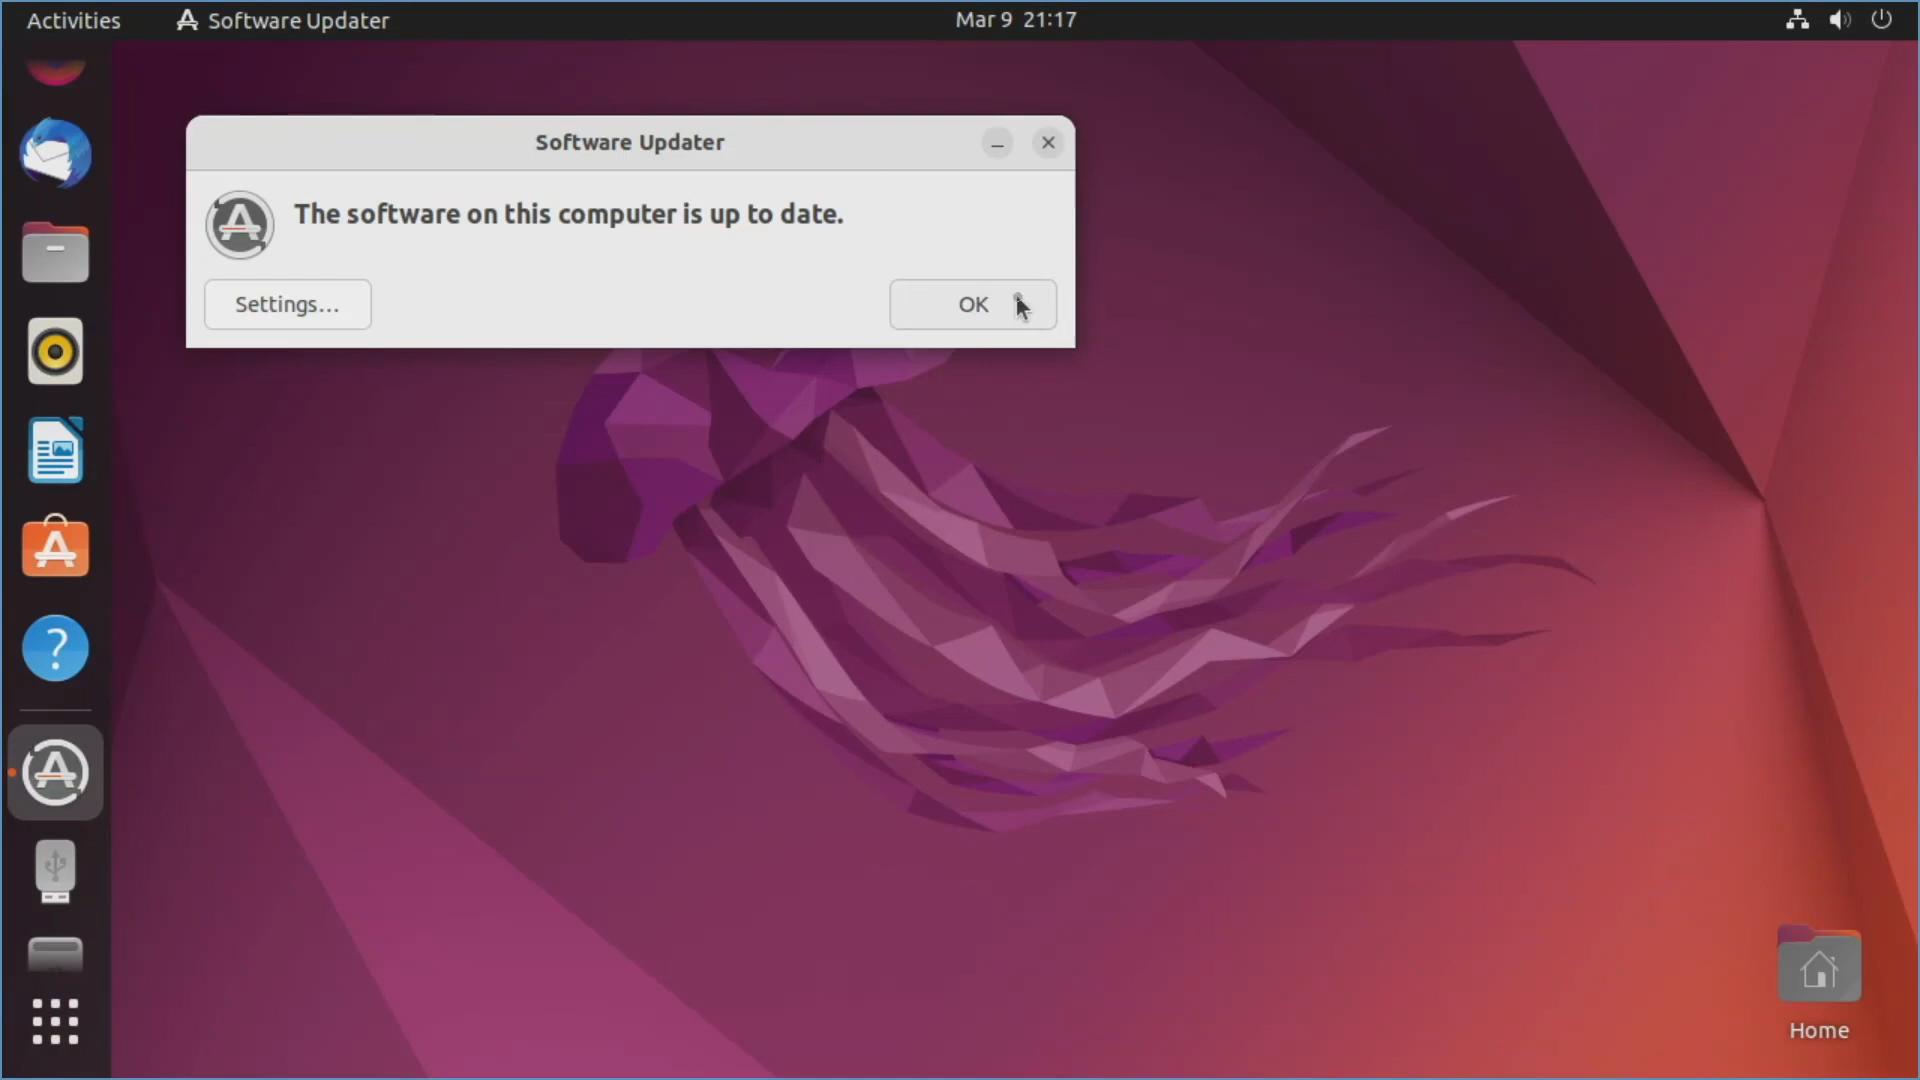 Activities
Software Updater
Mar 9 21:17
Software Updater
The software on this computer is up to date.
Settings...
OK
Home